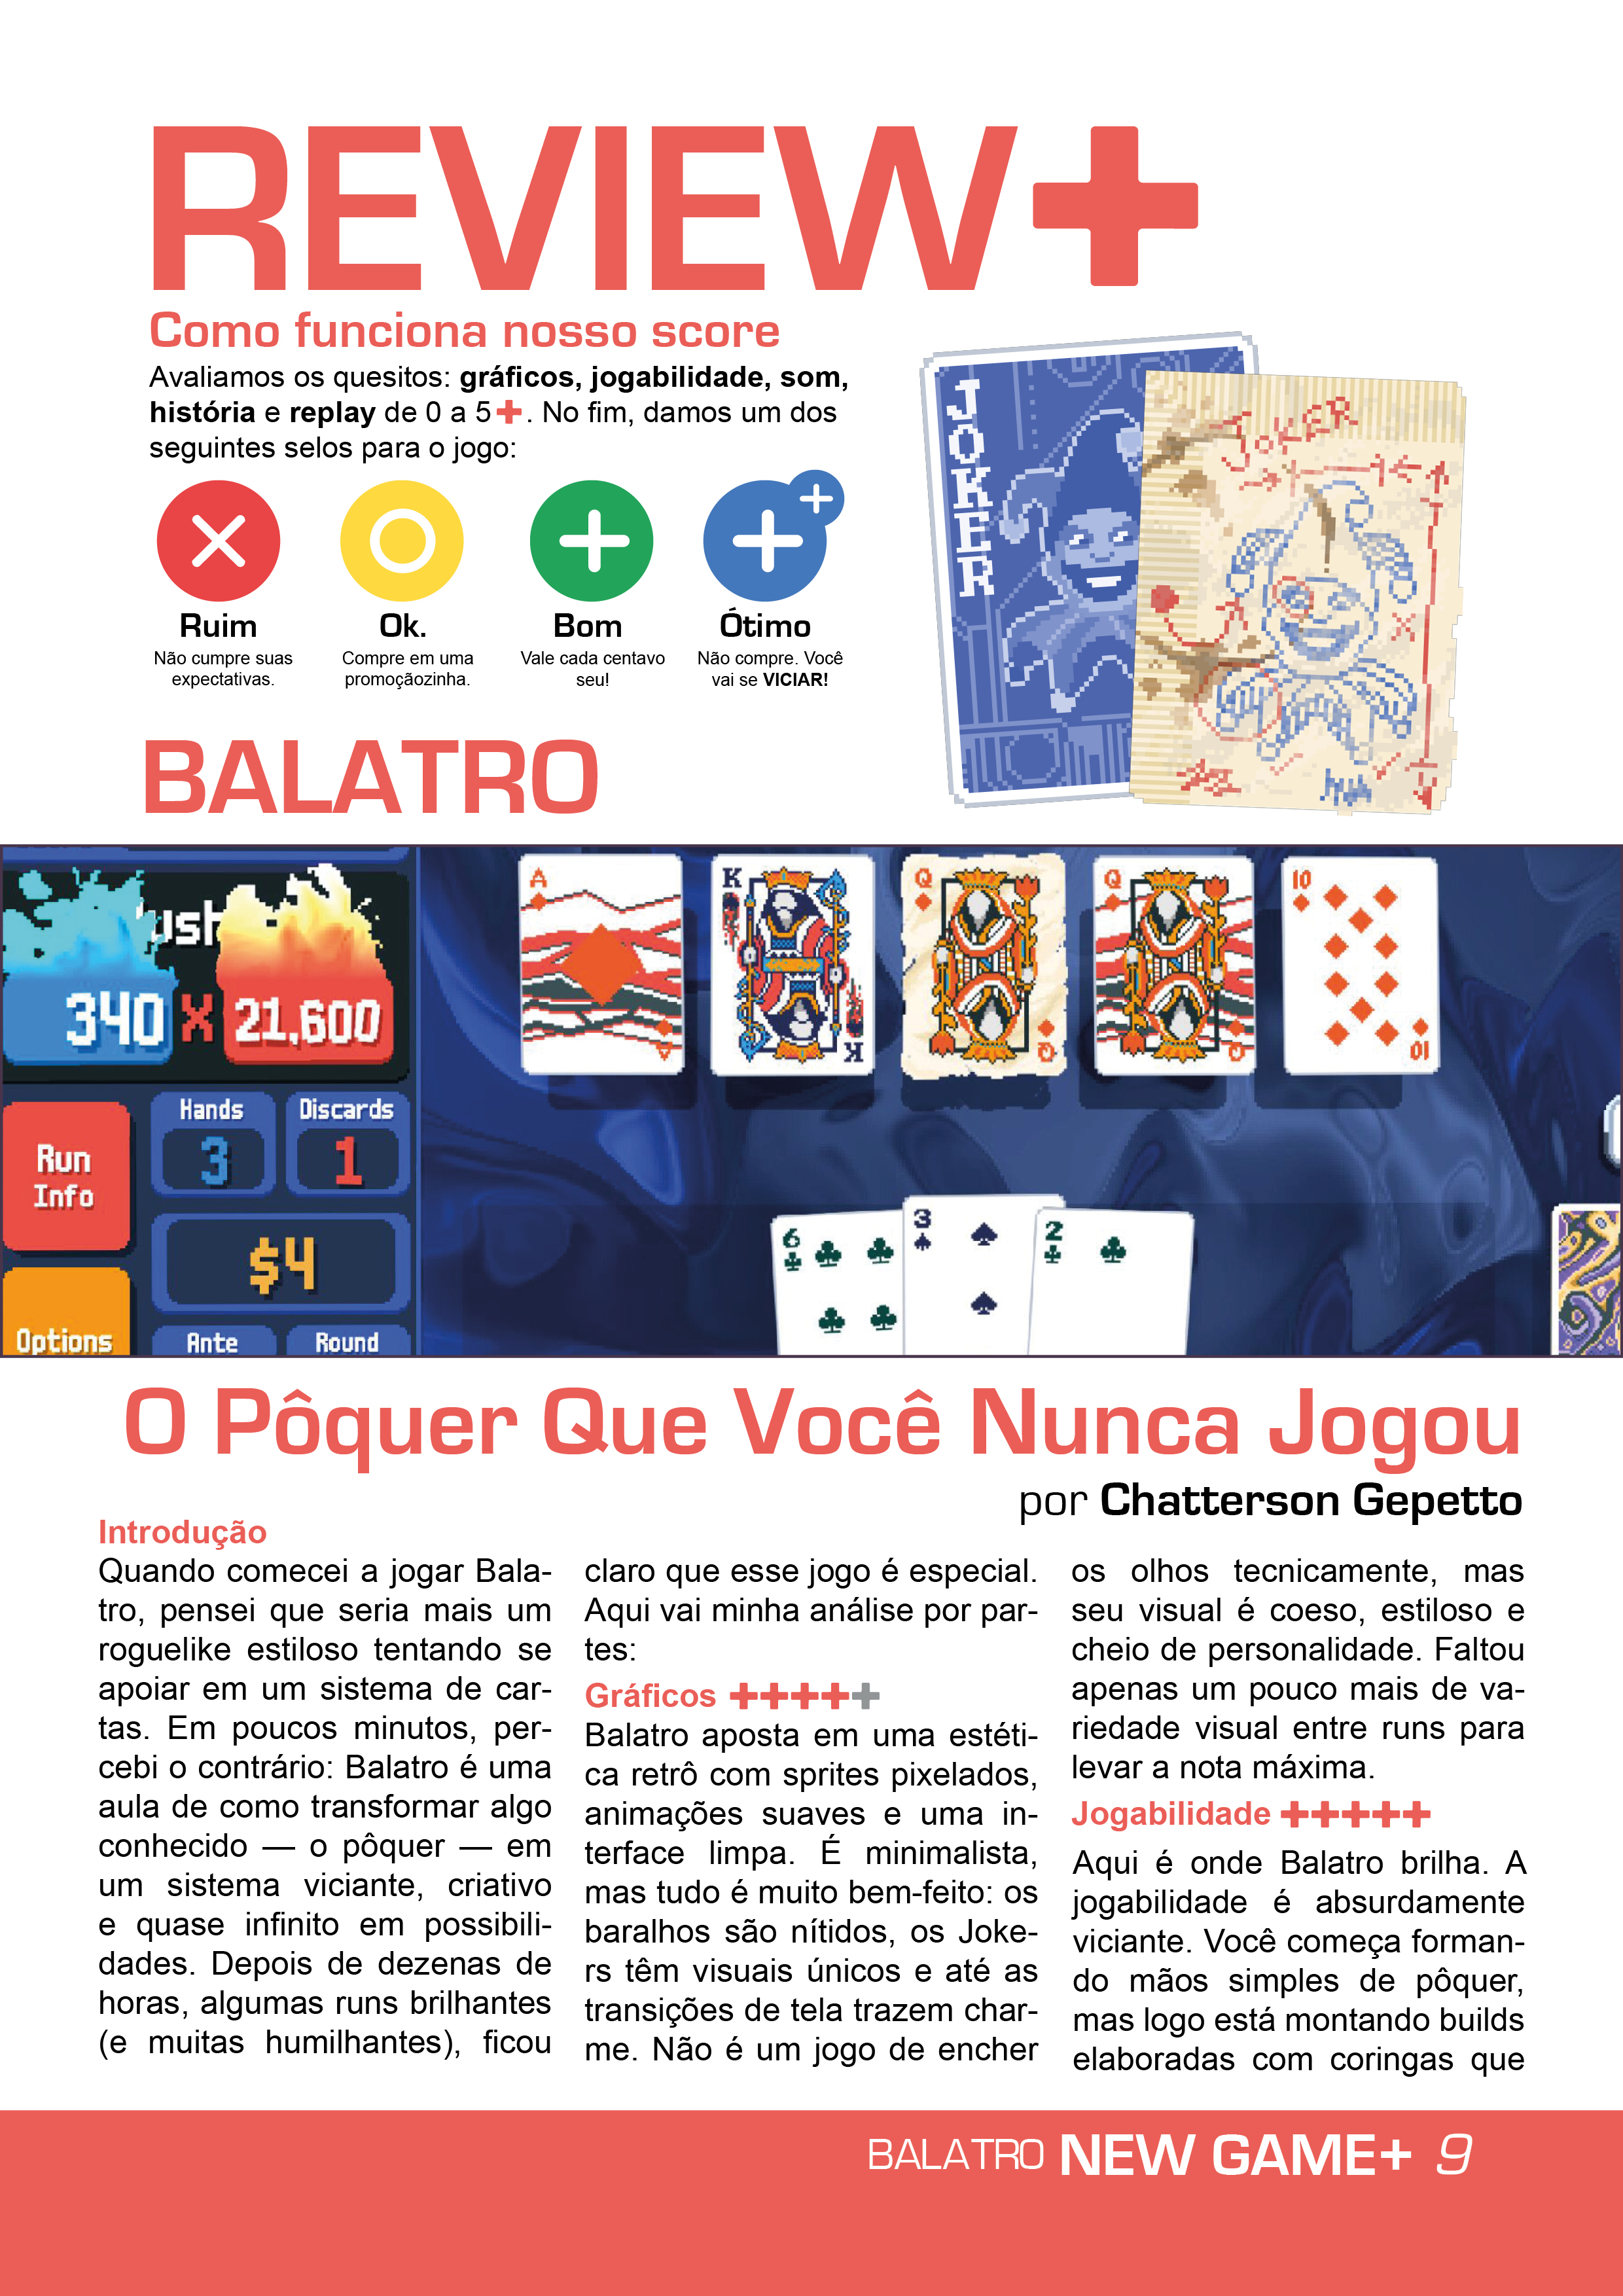 REVIEW+
Como funciona nosso score
Avaliamos os quesitos: gráficos, jogabilidade, som,
história e replay de 0 a 5 +. No fim, damos um dos
seguintes selos para o jogo:
Ruim
Não cumpre suas
expectativas.
Ok.
Compre em uma
promoçãozinha.
Bom
Vale cada centavo
seu!
Ótimo
Não compre. Você
vai se VICIAR!
JOKER
JOKER
BALATRO
340 X 21,600
Hands
3
Discards
1
Run
Info
$4
Options
Ante
Round
A
A
K
K
Q
Q
Q
Q
10
10
6
3
2
O Pôquer Que Você Nunca Jogou
por Chatterson Gepetto
Introdução
Quando comecei a jogar Bala-
tro, pensei que seria mais um
roguelike estiloso tentando se
apoiar em um sistema de car-
tas. Em poucos minutos, per-
cebi o contrário: Balatro é uma
aula de como transformar algo
conhecido — o pôquer — em
um sistema viciante, criativo
e quase infinito em possibili-
dades. Depois de dezenas de
horas, algumas runs brilhantes
(e muitas humilhantes), ficou
claro que esse jogo é especial.
Aqui vai minha análise por par-
tes:
Gráficos +++++
Balatro aposta em uma estéti-
ca retrô com sprites pixelados,
animações suaves e uma in-
terface limpa. É minimalista,
mas tudo é muito bem-feito: os
baralhos são nítidos, os Joke-
rs têm visuais únicos e até as
transições de tela trazem char-
me. Não é um jogo de encher
os olhos tecnicamente, mas
seu visual é coeso, estiloso e
cheio de personalidade. Faltou
apenas um pouco mais de va-
riedade visual entre runs para
levar a nota máxima.
Jogabilidade +++++
Aqui é onde Balatro brilha. A
jogabilidade é absurdamente
viciante. Você começa forman-
do mãos simples de pôquer,
mas logo está montando builds
elaboradas com coringas que
BALATRO NEW GAME+ 9